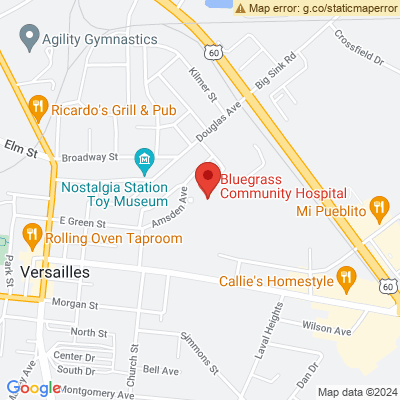 Map error: g.co/staticmaperror
Crossfield Dr
Agility Gymnastics
60
Big Sink Rd
Kilmer St
Ricardo's Grill & Pub
Douglas Ave
Elm St
Broadway St
Nostalgia Station
Toy Museum
Bluegrass
Community Hospital
Amsden Ave
Mi Pueblito
E Green St
Rolling Oven Taproom
Park St
Versailles
Callie's Homestyle
60
Morgan St
Wilson Ave
North St
Laval Heights
Simmons St
Church St
Center Dr
South Dr
Bell Ave
Dan Dr
Montgomery Ave
Google
Map data ©2024